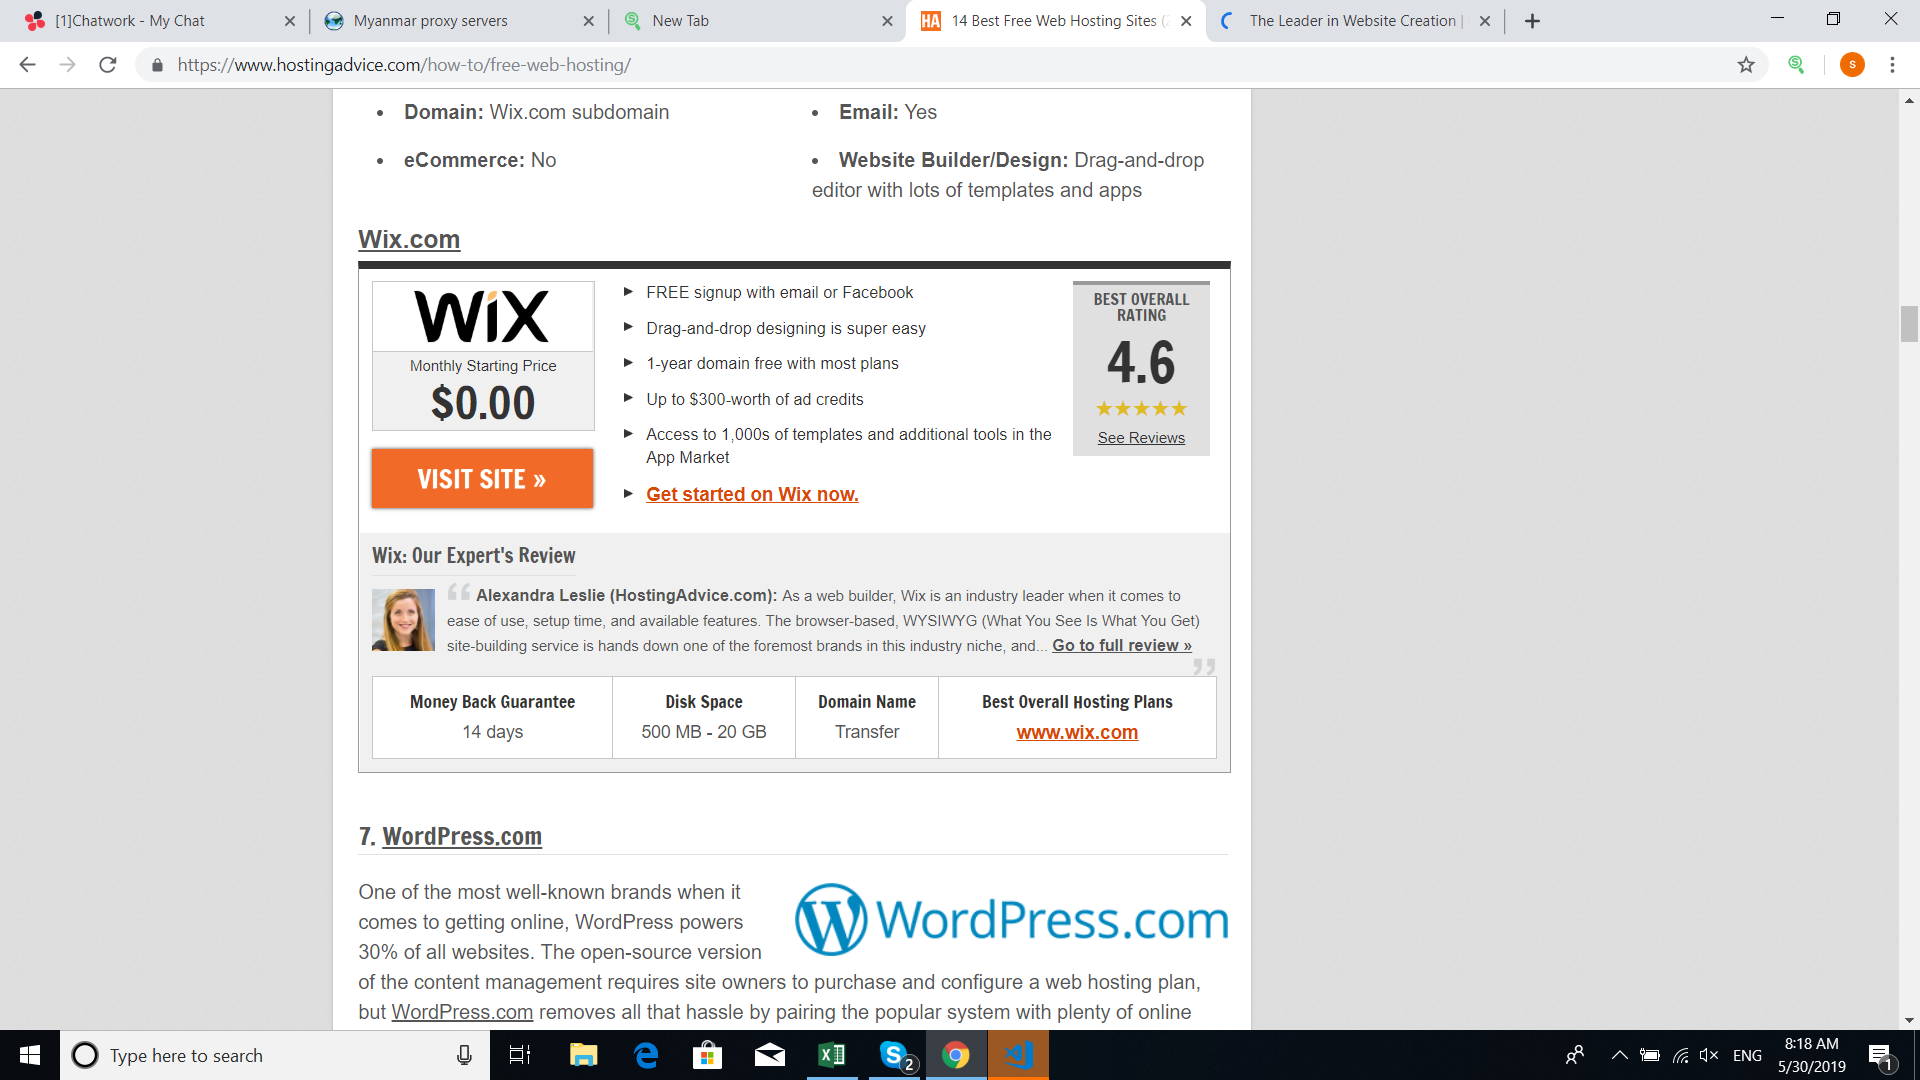 [1]Chatwork - My Chat
Myanmar proxy servers
New Tab
HA 14 Best Free Web Hosting Sites
The Leader in Website Creation |
https://www.hostingadvice.com/how-to/free-web-hosting/
s
• Domain: Wix.com subdomain
• Email: Yes
• eCommerce: No
• Website Builder/Design: Drag-and-drop
editor with lots of templates and apps
Wix.com
WiX
Monthly Starting Price
$0.00
VISIT SITE »
► FREE signup with email or Facebook
► Drag-and-drop designing is super easy
► 1-year domain free with most plans
► Up to $300-worth of ad credits
► Access to 1,000s of templates and additional tools in the
App Market
► Get started on Wix now.
BEST OVERALL
RATING
4.6
★★★★★
See Reviews
Wix: Our Expert's Review
“ Alexandra Leslie (HostingAdvice.com): As a web builder, Wix is an industry leader when it comes to
ease of use, setup time, and available features. The browser-based, WYSIWYG (What You See Is What You Get)
site-building service is hands down one of the foremost brands in this industry niche, and... Go to full review »
”
Money Back Guarantee
14 days
Disk Space
500 MB - 20 GB
Domain Name
Transfer
Best Overall Hosting Plans
www.wix.com
7. WordPress.com
WordPress.com
One of the most well-known brands when it
comes to getting online, WordPress powers
30% of all websites. The open-source version
of the content management requires site owners to purchase and configure a web hosting plan,
but WordPress.com removes all that hassle by pairing the popular system with plenty of online
Type here to search
2
ENG
8:18 AM
5/30/2019
1